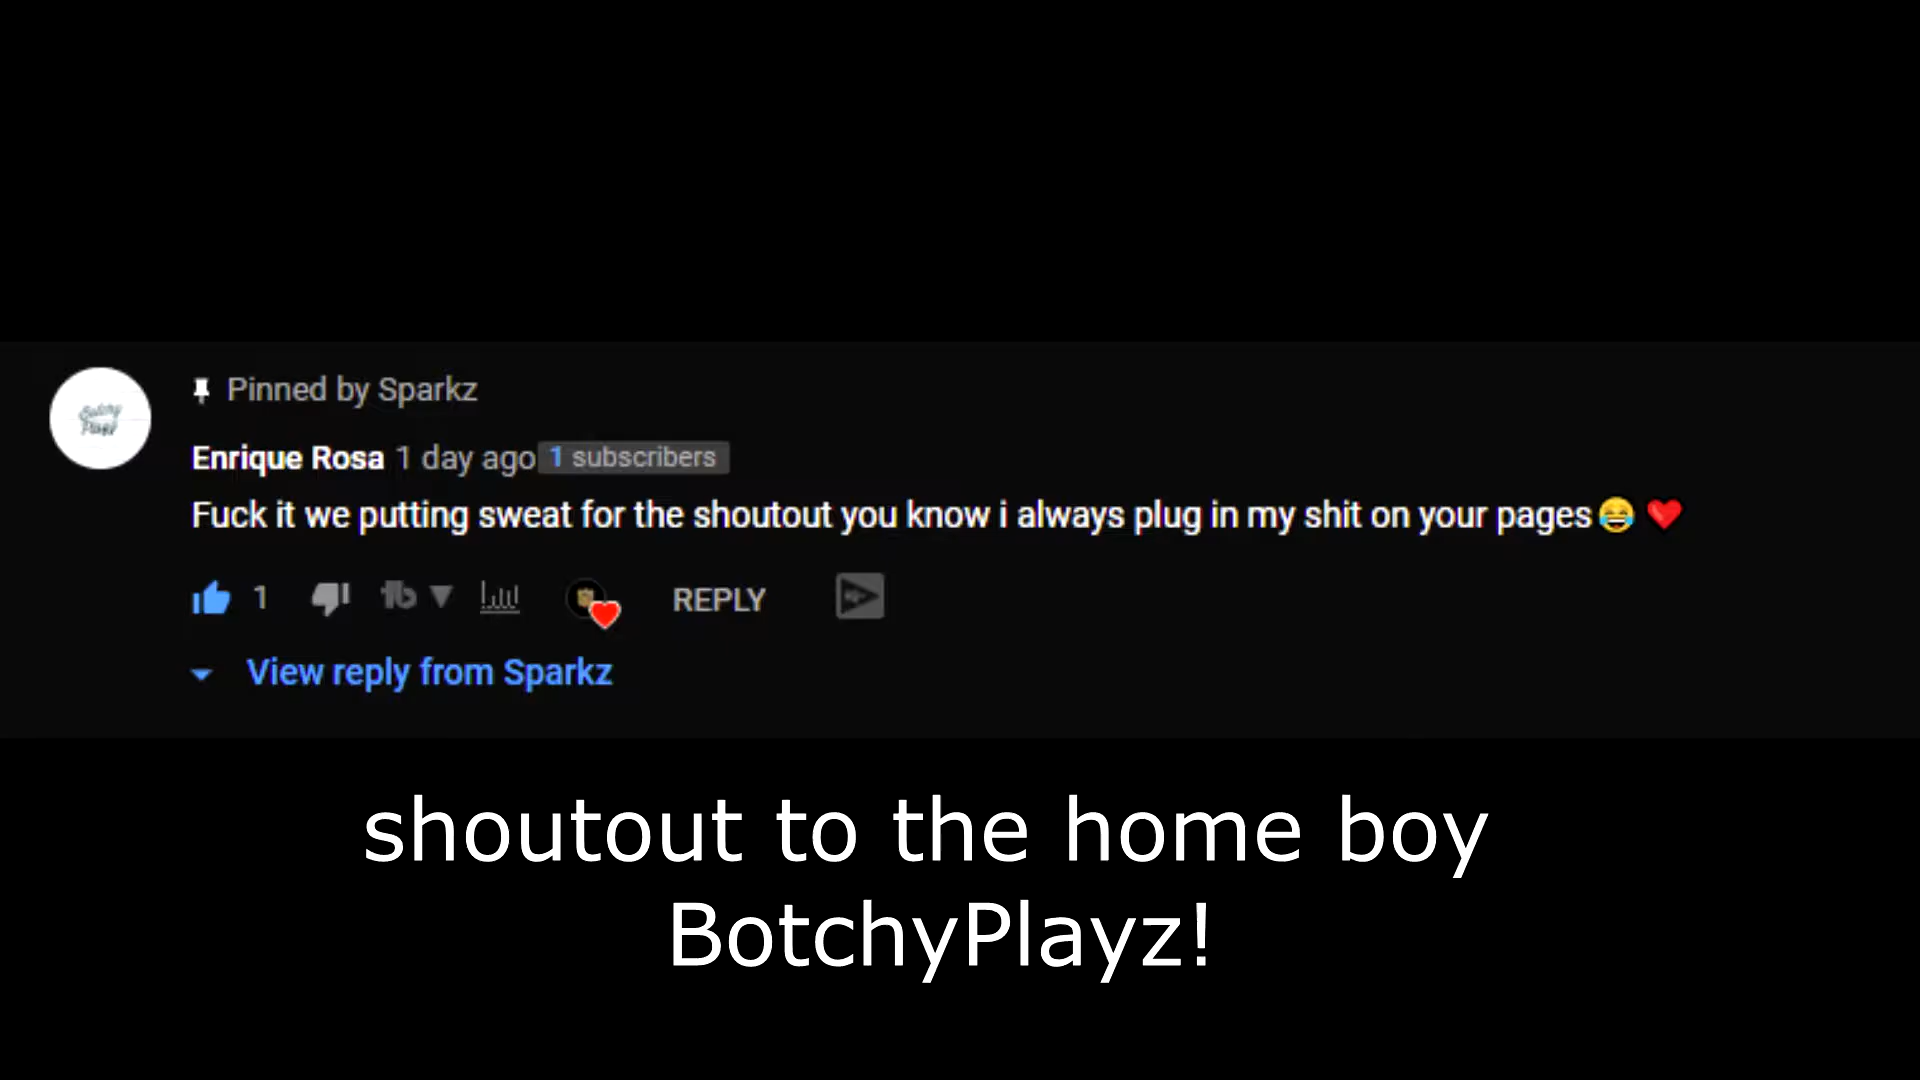 Pinned by Sparkz
Enrique Rosa 1 day ago 1 subscribers
Fuck it we putting sweat for the shoutout you know i always plug in my shit on your pages😂 ❤️
1 REPLY
View reply from Sparkz
shoutout to the home boy
BotchyPlayz!